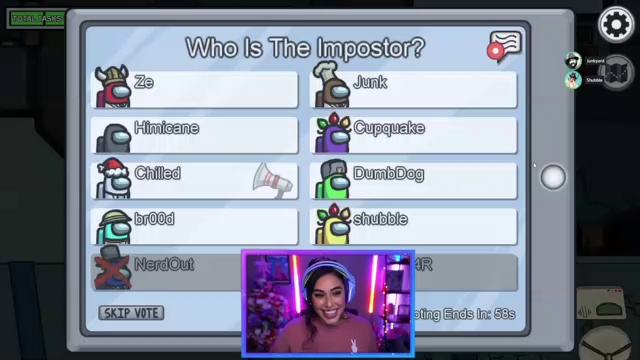 TOTAL TASKS
Who Is The Impostor?
Junkyard
Shubble
Ze
Junk
Himicane
Cupquake
Chilled
DumbDog
br00d
shubble
NerdOut
4R
SKIP VOTE
oting Ends In: 58s